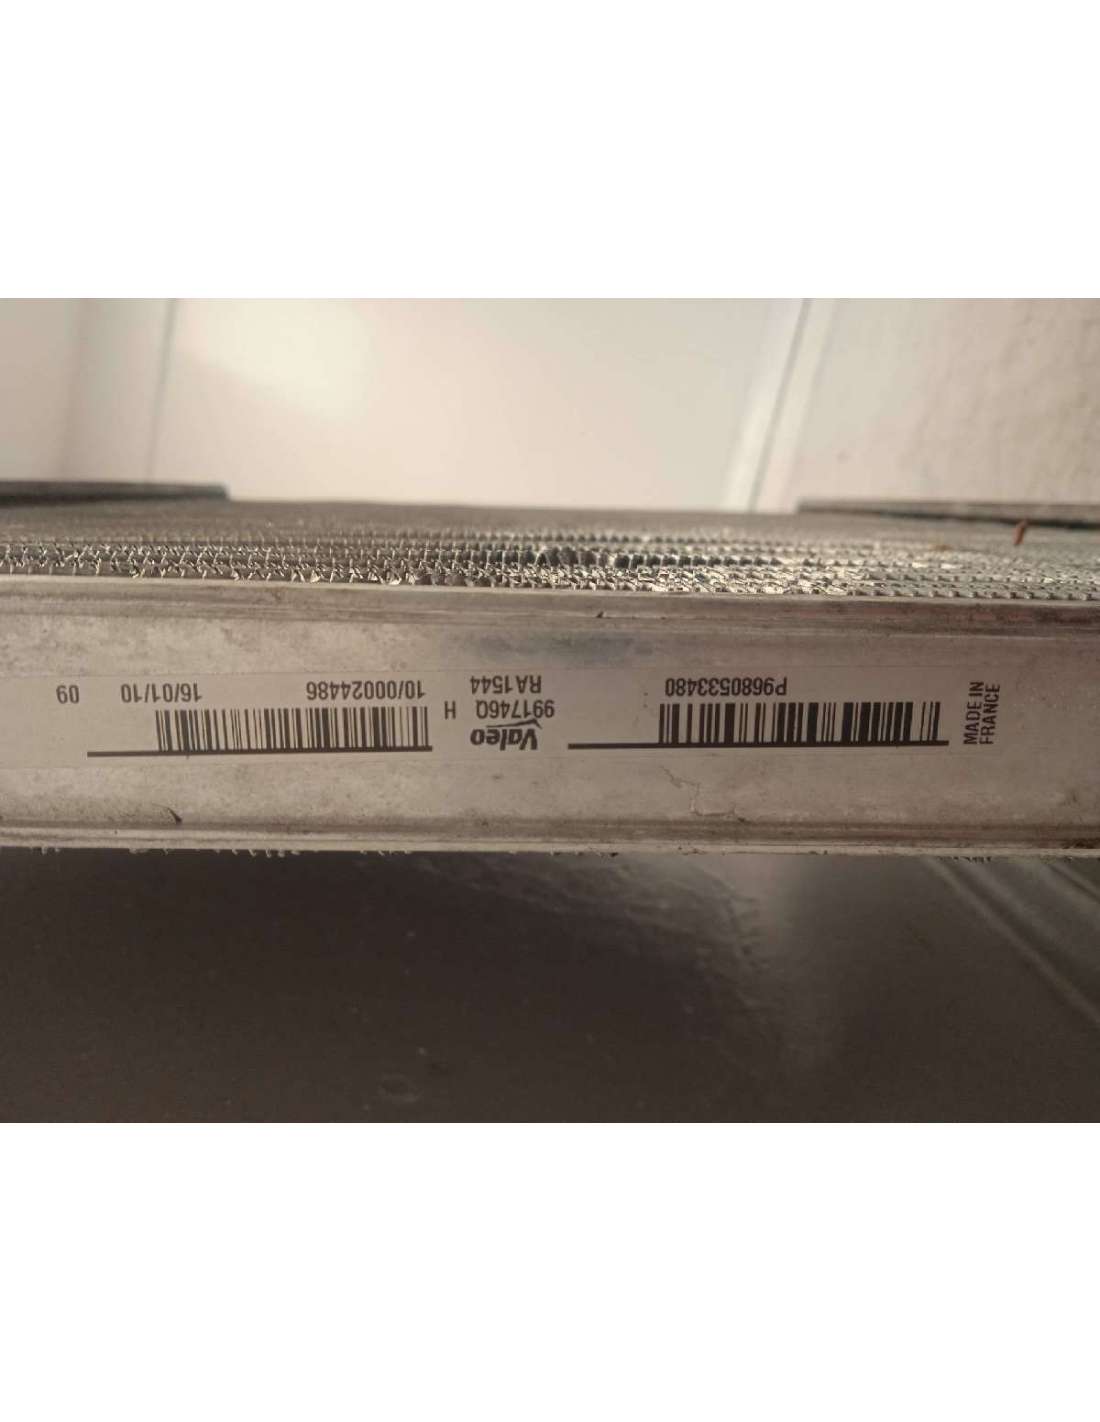 MADE IN
FRANCE
P9680533480
Valeo
991746Q H
RA1544
10/00024486 16/01/10 09